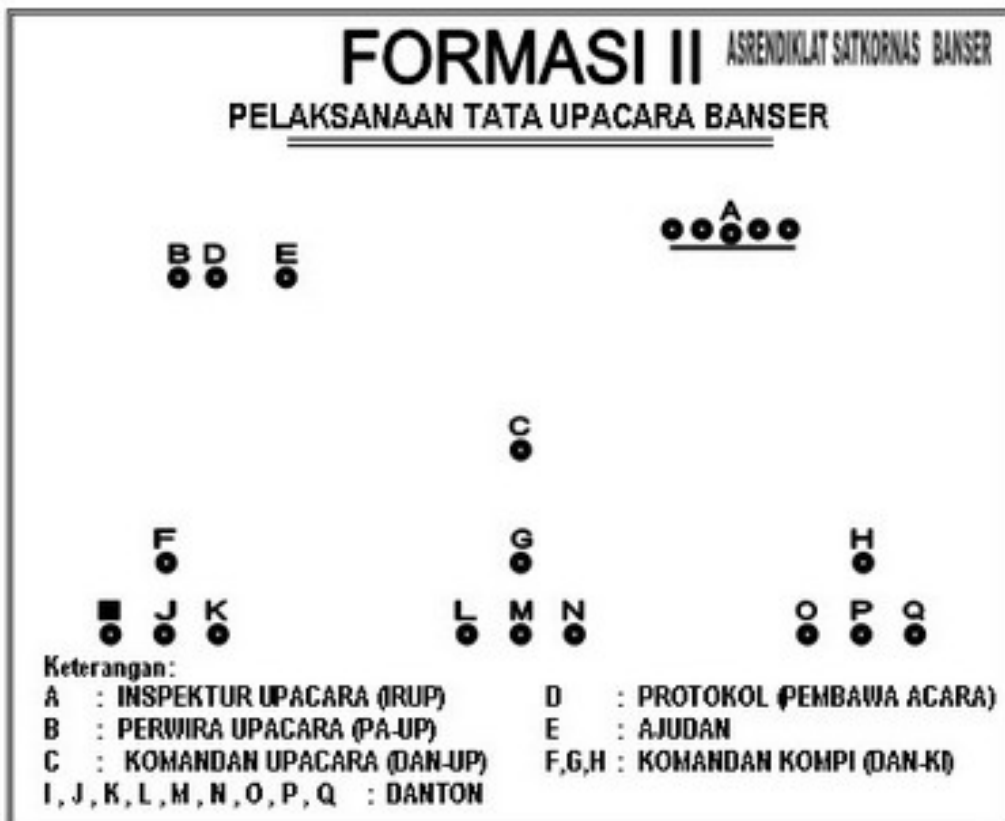 FORMASI II ASRENDIKLAT SATKORNAS BANSER
PELAKSANAAN TATA UPACARA BANSER
A
B D E
C
F G H
J K L M N O P Q
Keterangan:
A : INSPEKTUR UPACARA (IRUP) D : PROTOKOL (PEMBAWA ACARA)
B : PERWIRA UPACARA (PA-UP) E : AJUDAN
C : KOMANDAN UPACARA (DAN-UP) F,G,H : KOMANDAN KOMPI (DAN-KI)
I, J, K, L, M, N, O, P, Q : DANTON